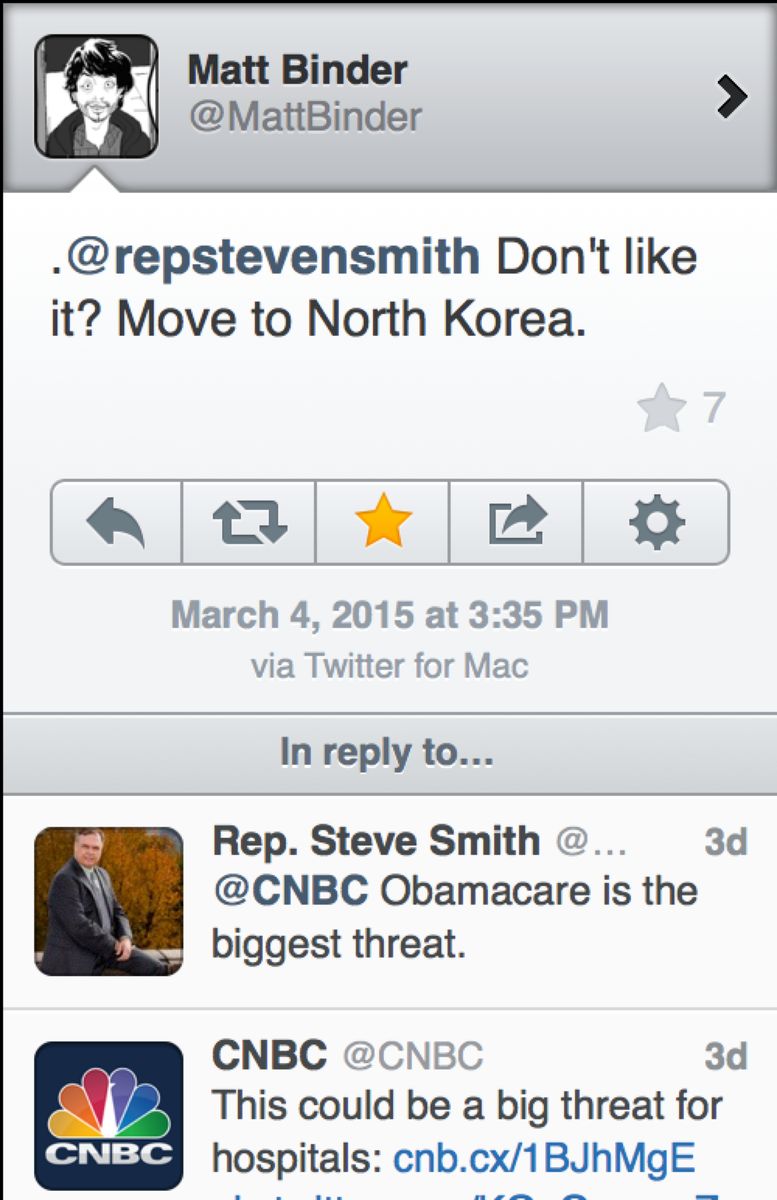 Matt Binder
@MattBinder
.@repstevensmith Don't like
it? Move to North Korea.
7
March 4, 2015 at 3:35 PM
via Twitter for Mac
In reply to...
Rep. Steve Smith @... 3d
@CNBC Obamacare is the
biggest threat.
CNBC @CNBC 3d
This could be a big threat for
hospitals: cnb.cx/1BJhMgE
CNBC